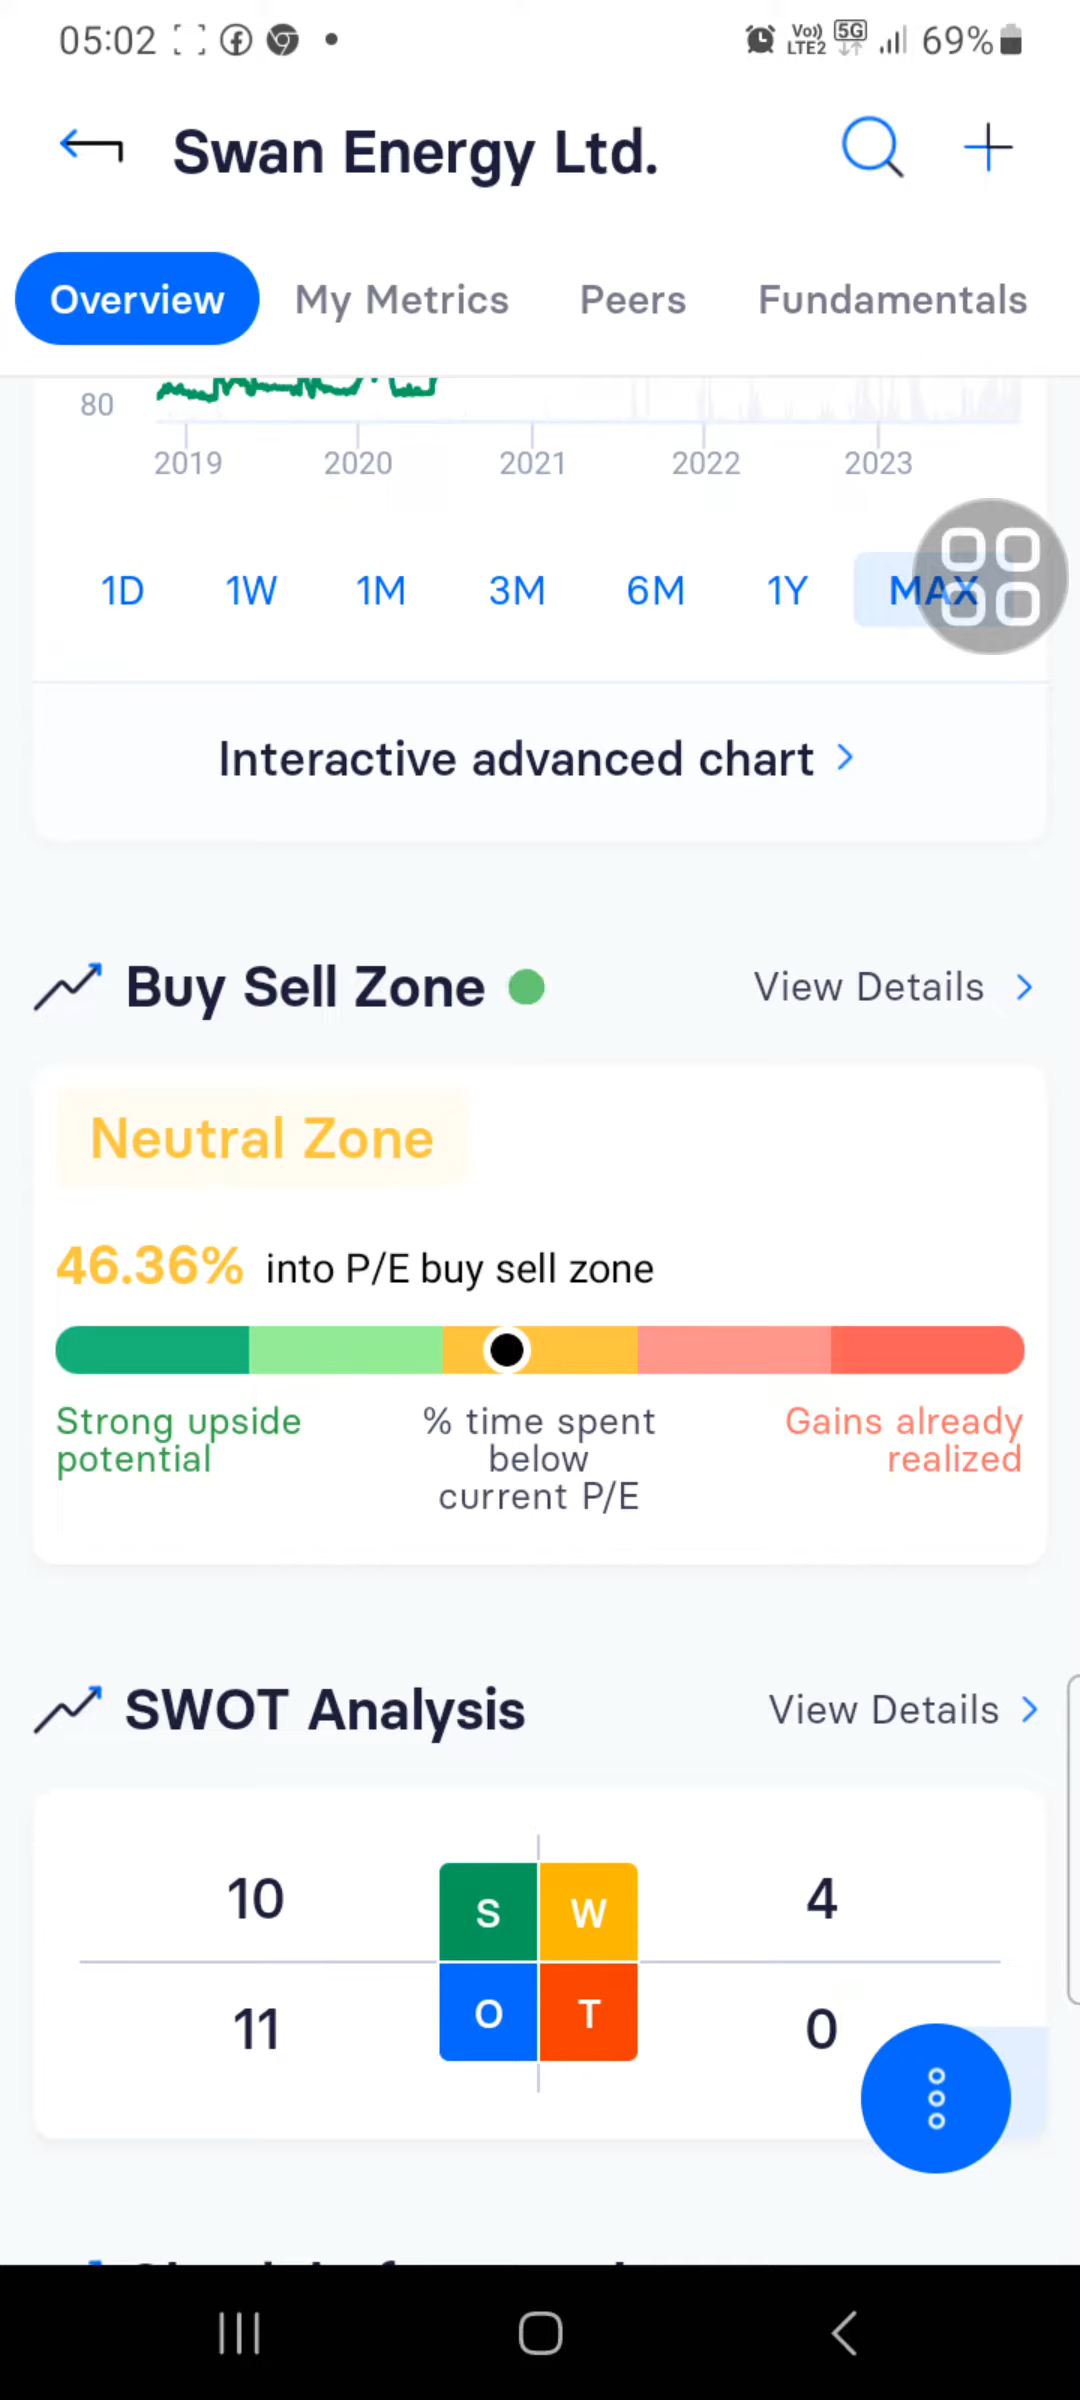 05:02
Vo)) LTE2 5G 69%
Swan Energy Ltd.
Overview My Metrics Peers Fundamentals
80
2019 2020 2021 2022 2023
1D 1W 1M 3M 6M 1Y MAX
Interactive advanced chart
Buy Sell Zone View Details
Neutral Zone
46.36% into P/E buy sell zone
Strong upside potential
% time spent below current P/E
Gains already realized
SWOT Analysis View Details
10 S W 4
11 O T 0